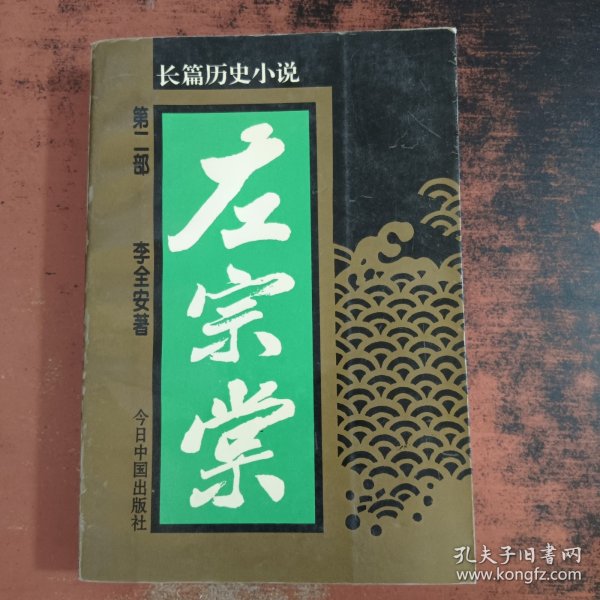 长篇历史小说
第二部
左宗棠
李全安著
今日中国出版社
孔夫子旧书网
www.kongfz.com